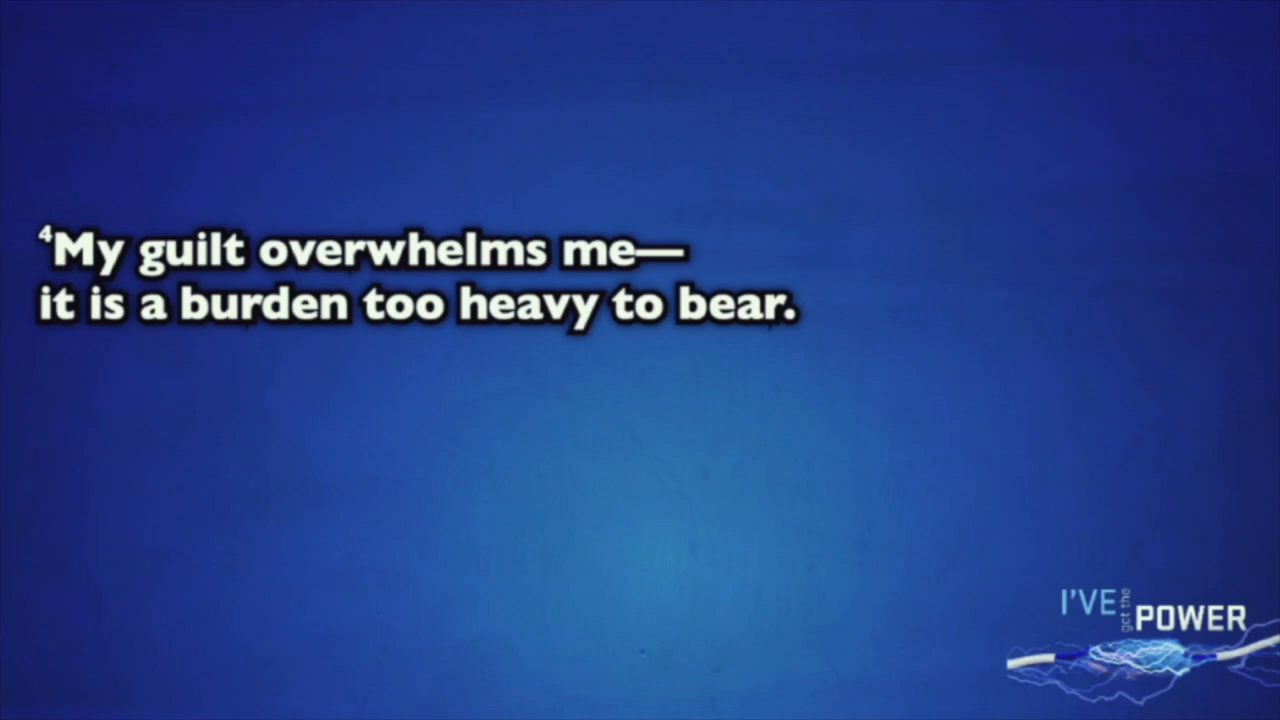 ⁴My guilt overwhelms me—
it is a burden too heavy to bear.
I'VE got the POWER